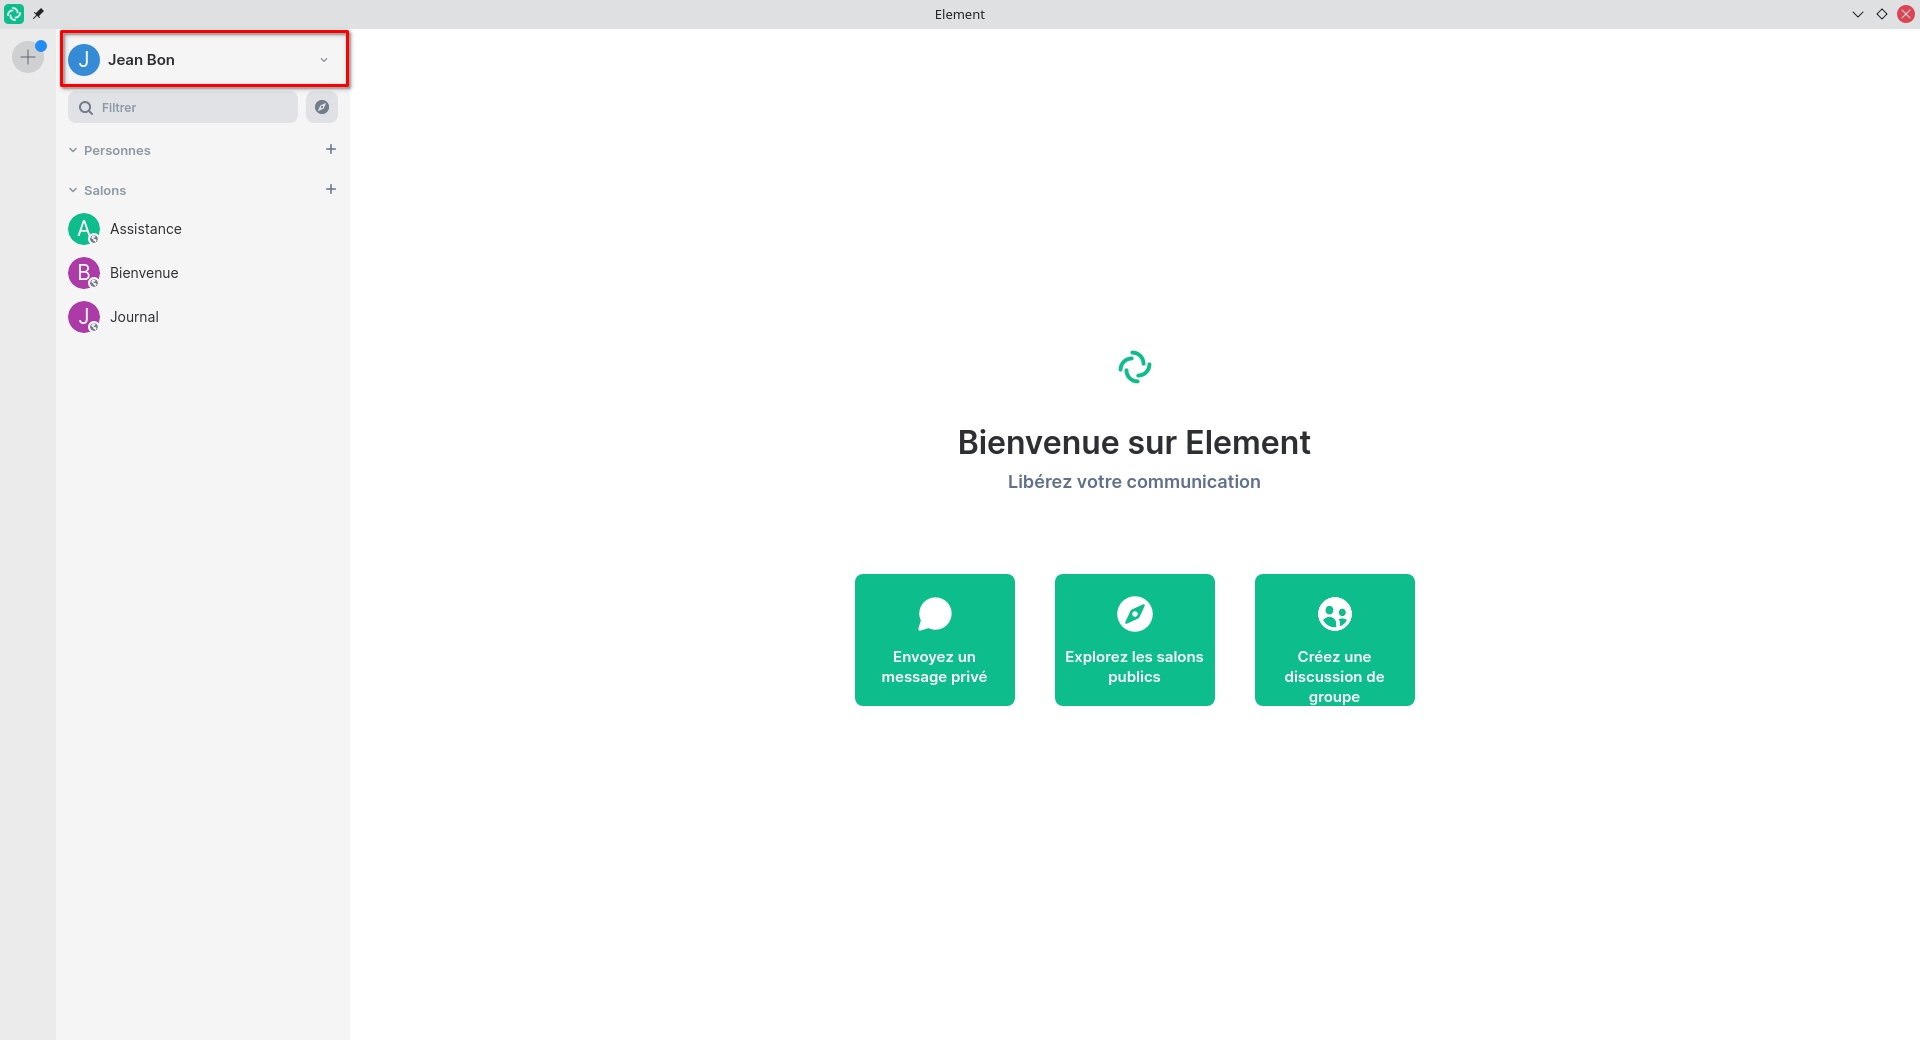 Element
J Jean Bon
Filtrer
Personnes
Salons
A Assistance
B Bienvenue
J Journal
Bienvenue sur Element
Libérez votre communication
Envoyez un
message privé
Explorez les salons
publics
Créez une
discussion de
groupe